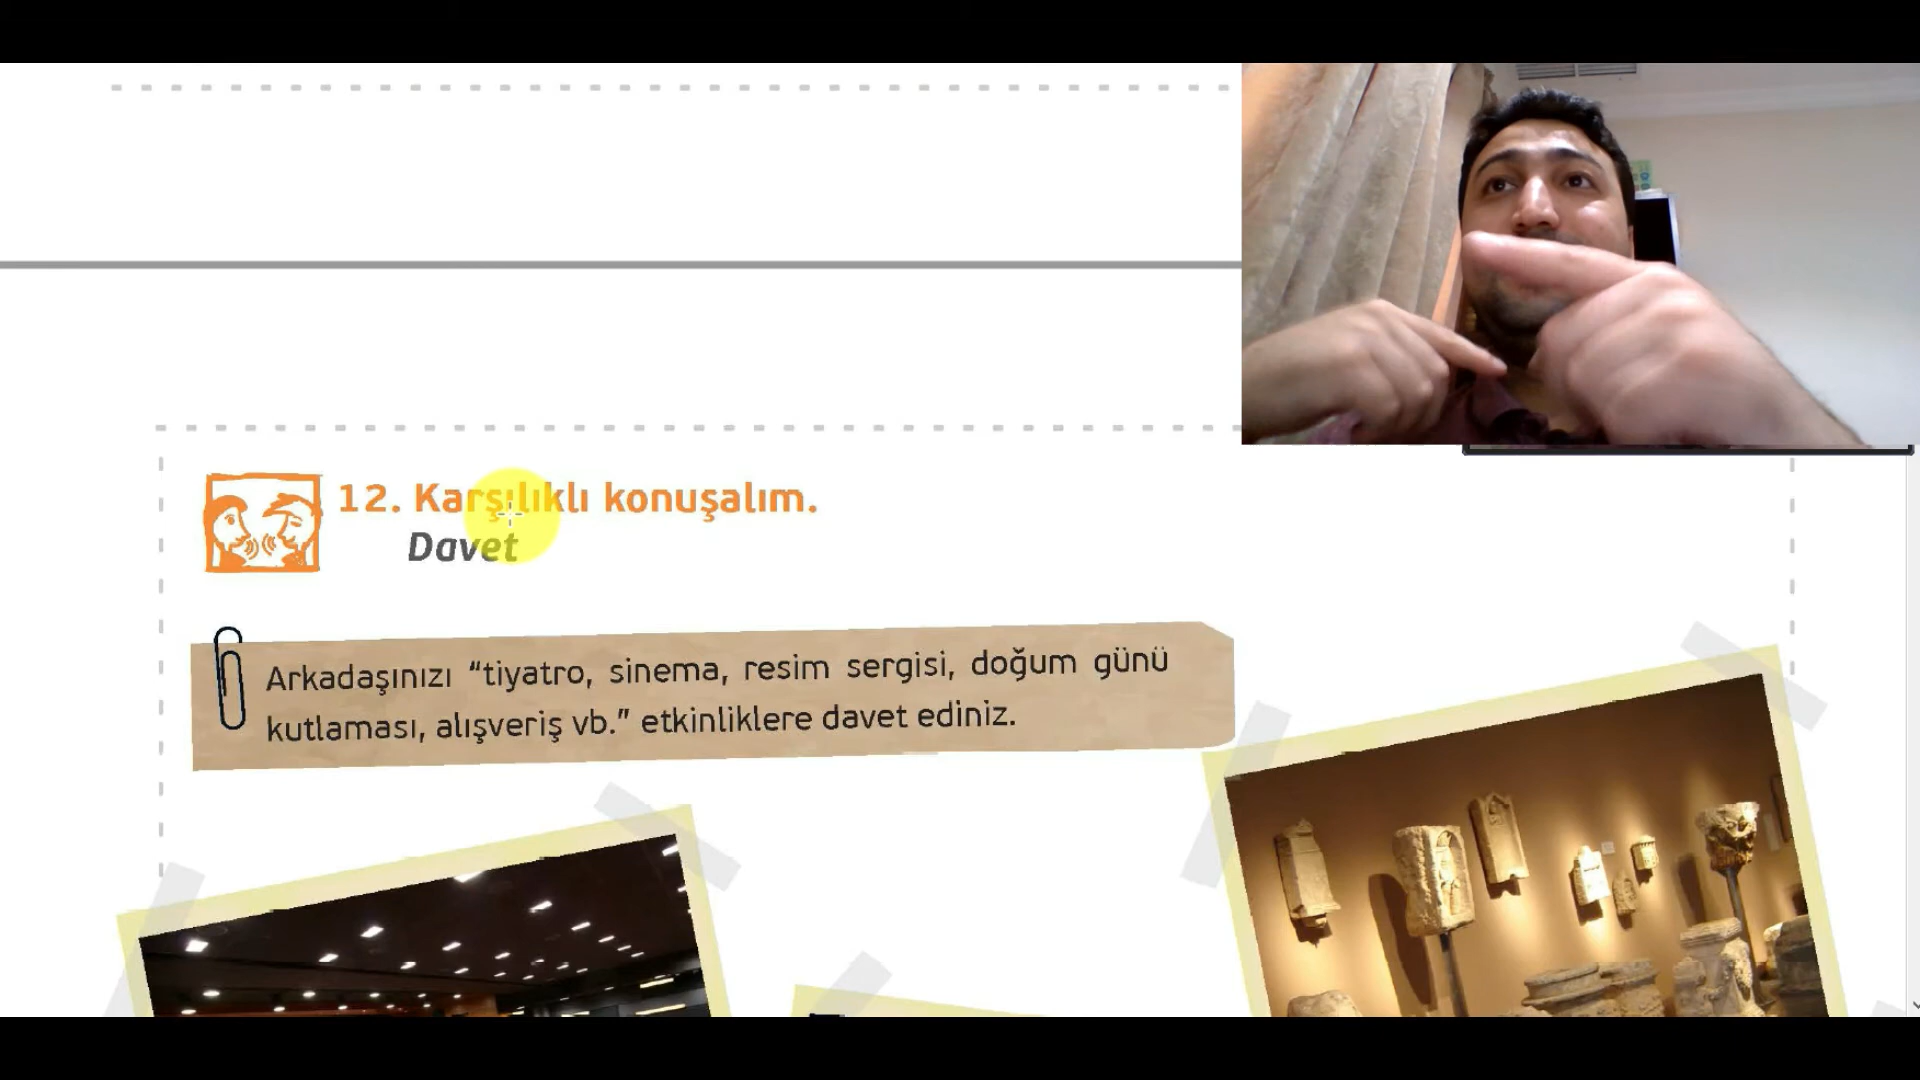 12. Karşılıklı konuşalım.
Davet
Arkadaşınızı “tiyatro, sinema, resim sergisi, doğum günü
kutlaması, alışveriş vb.” etkinliklere davet ediniz.